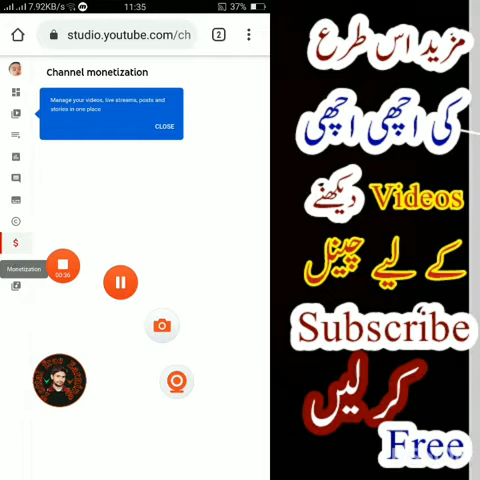 7.92KB/s
11:35
37%
studio.youtube.com/ch
2
Channel monetization
Manage your videos, live streams, posts and
stories in one place
CLOSE
Monetization
00:36
مزید اس طرع
کی اچھی اچھی
دیکھنے Videos
کے لیے چینل
Subscribe
کر لیں
Free